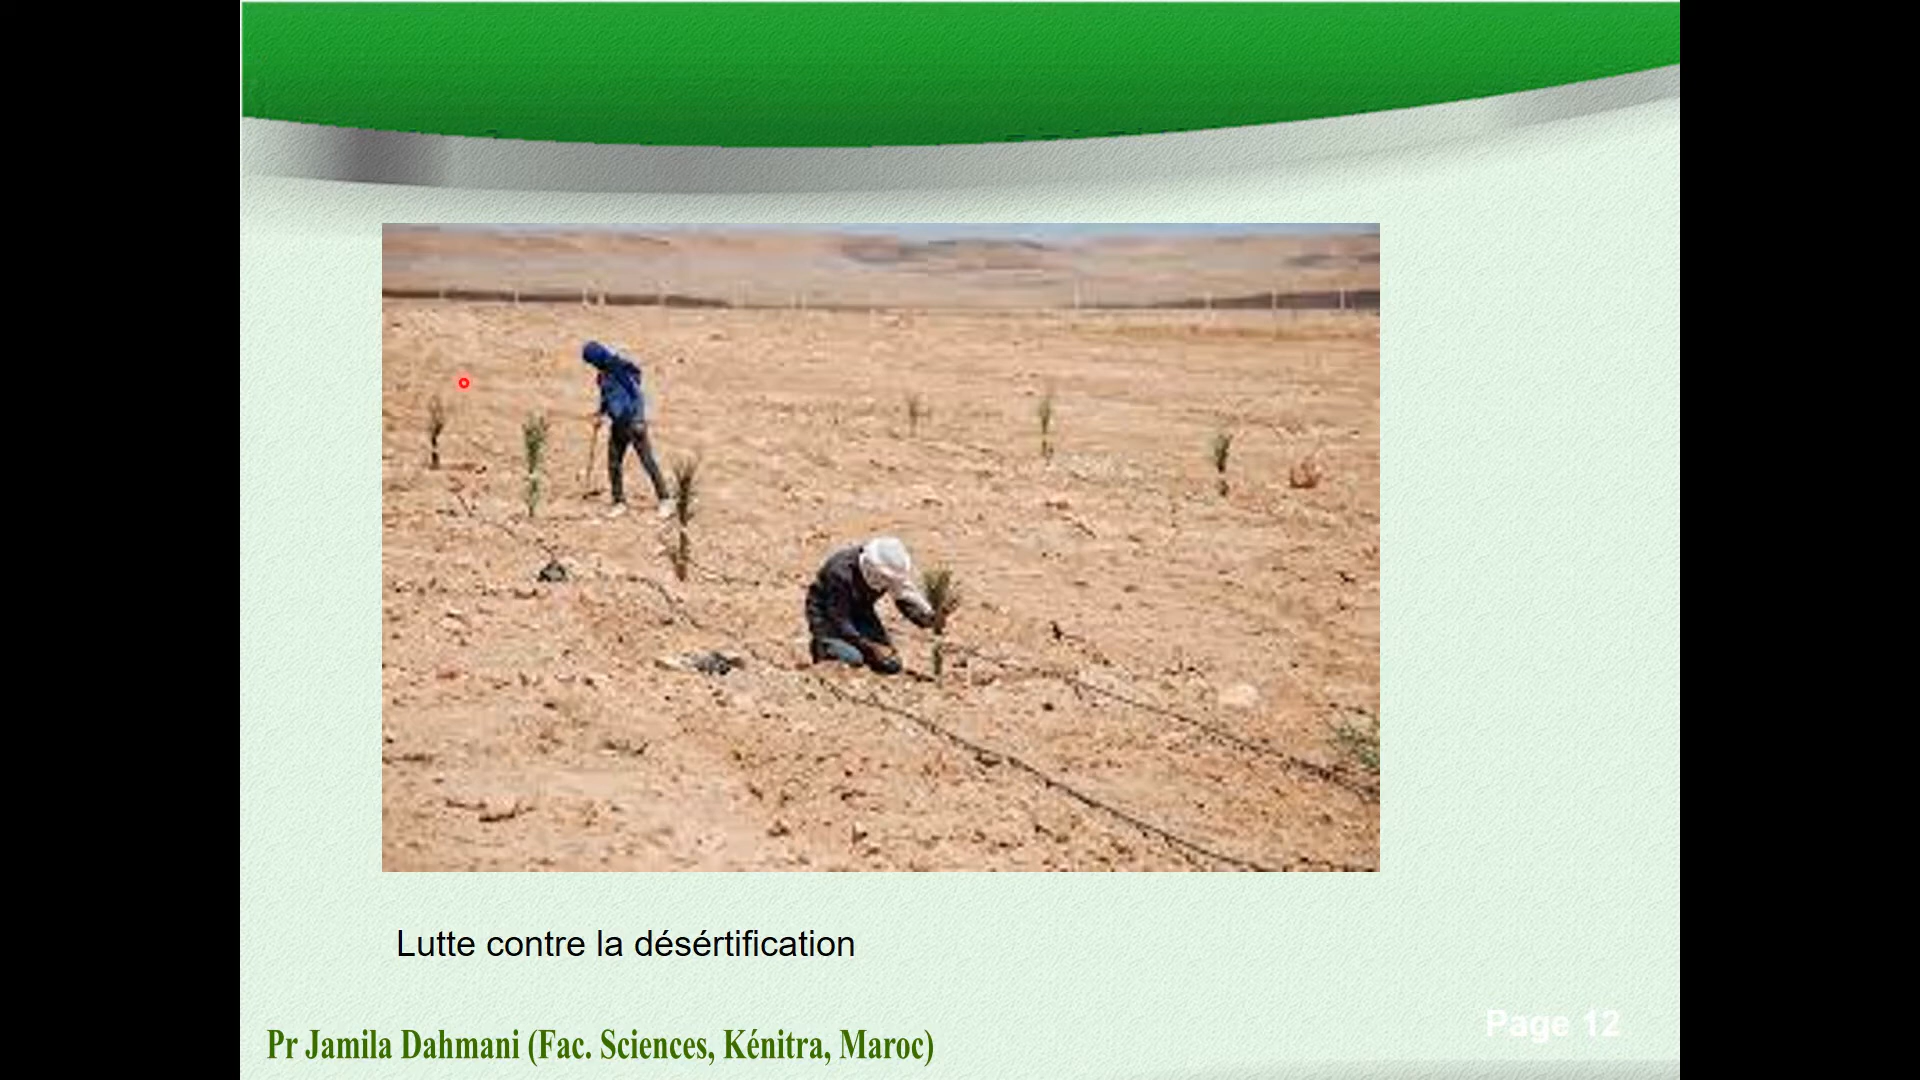 Lutte contre la désértification
Pr Jamila Dahmani (Fac. Sciences, Kénitra, Maroc)
Page 12